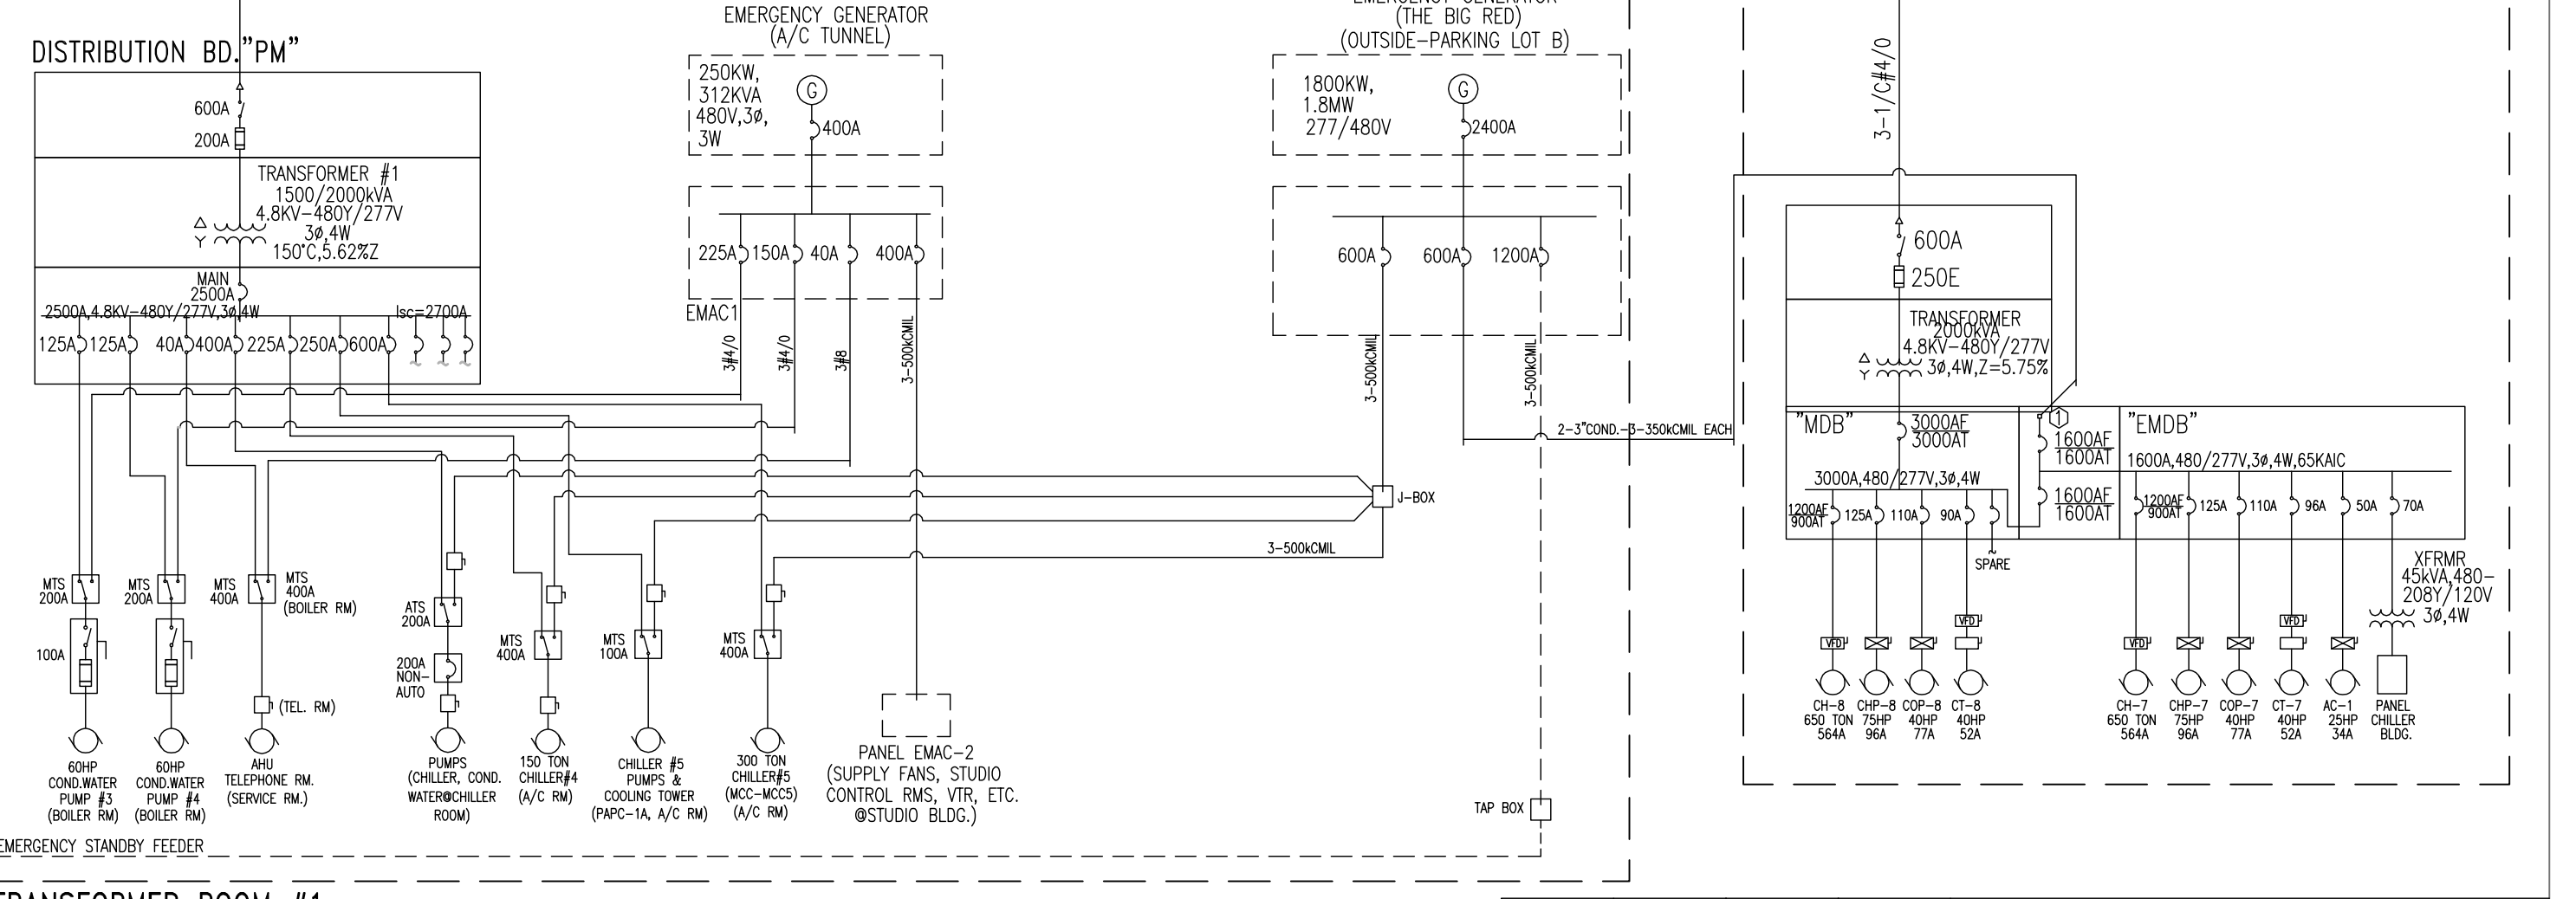 DISTRIBUTION BD."PM"
600A
200A
TRANSFORMER #1
1500/2000kVA
4.8KV-480Y/277V
3ø,4W
150°C,5.62%Z
MAIN
2500A
2500A,4.8KV-480Y/277V,3ø,4W
Isc=2700A
125A
125A
40A
400A
225A
250A
600A
EMERGENCY GENERATOR
(A/C TUNNEL)
250KW,
312KVA
480V,3ø,
3W
G
400A
225A
150A
40A
400A
EMAC1
3#4/0
3#4/0
3#8
3-500kCMIL
EMERGENCY GENERATOR
(THE BIG RED)
(OUTSIDE-PARKING LOT B)
1800KW,
1.8MW
277/480V
G
2400A
600A
600A
1200A
3-500kCMIL
3-500kCMIL
2-3"COND.-3-350kCMIL EACH
J-BOX
3-500kCMIL
TAP BOX
MTS
200A
MTS
200A
MTS
400A
MTS
400A
(BOILER RM)
100A
(TEL. RM)
ATS
200A
200A
NON-
AUTO
MTS
400A
MTS
100A
MTS
400A
60HP
COND.WATER
PUMP #3
(BOILER RM)
60HP
COND.WATER
PUMP #4
(BOILER RM)
AHU
TELEPHONE RM.
(SERVICE RM.)
PUMPS
(CHILLER, COND.
WATER@CHILLER
ROOM)
150 TON
CHILLER#4
(A/C RM)
CHILLER #5
PUMPS &
COOLING TOWER
(PAPC-1A, A/C RM)
300 TON
CHILLER#5
(MCC-MCC5)
(A/C RM)
PANEL EMAC-2
(SUPPLY FANS, STUDIO
CONTROL RMS, VTR, ETC.
@STUDIO BLDG.)
EMERGENCY STANDBY FEEDER
TRANSFORMER ROOM #1
3-1/C#4/0
600A
250E
TRANSFORMER
2000kVA
4.8KV-480Y/277V
3ø,4W,Z=5.75%
"MDB"
3000AF
3000AT
3000A,480/277V,3ø,4W
1200AF
900AT
125A
110A
90A
SPARE
1
1600AF
1600AT
1600AF
1600AT
"EMDB"
1600A,480/277V,3ø,4W,65KAIC
1200AF
900AT
125A
110A
96A
50A
70A
XFRMR
45kVA,480-
208Y/120V
3ø,4W
VFD
VFD
VFD
VFD
CH-8
650 TON
564A
CHP-8
75HP
96A
COP-8
40HP
77A
CT-8
40HP
52A
CH-7
650 TON
564A
CHP-7
75HP
96A
COP-7
40HP
77A
CT-7
40HP
52A
AC-1
25HP
34A
PANEL
CHILLER
BLDG.